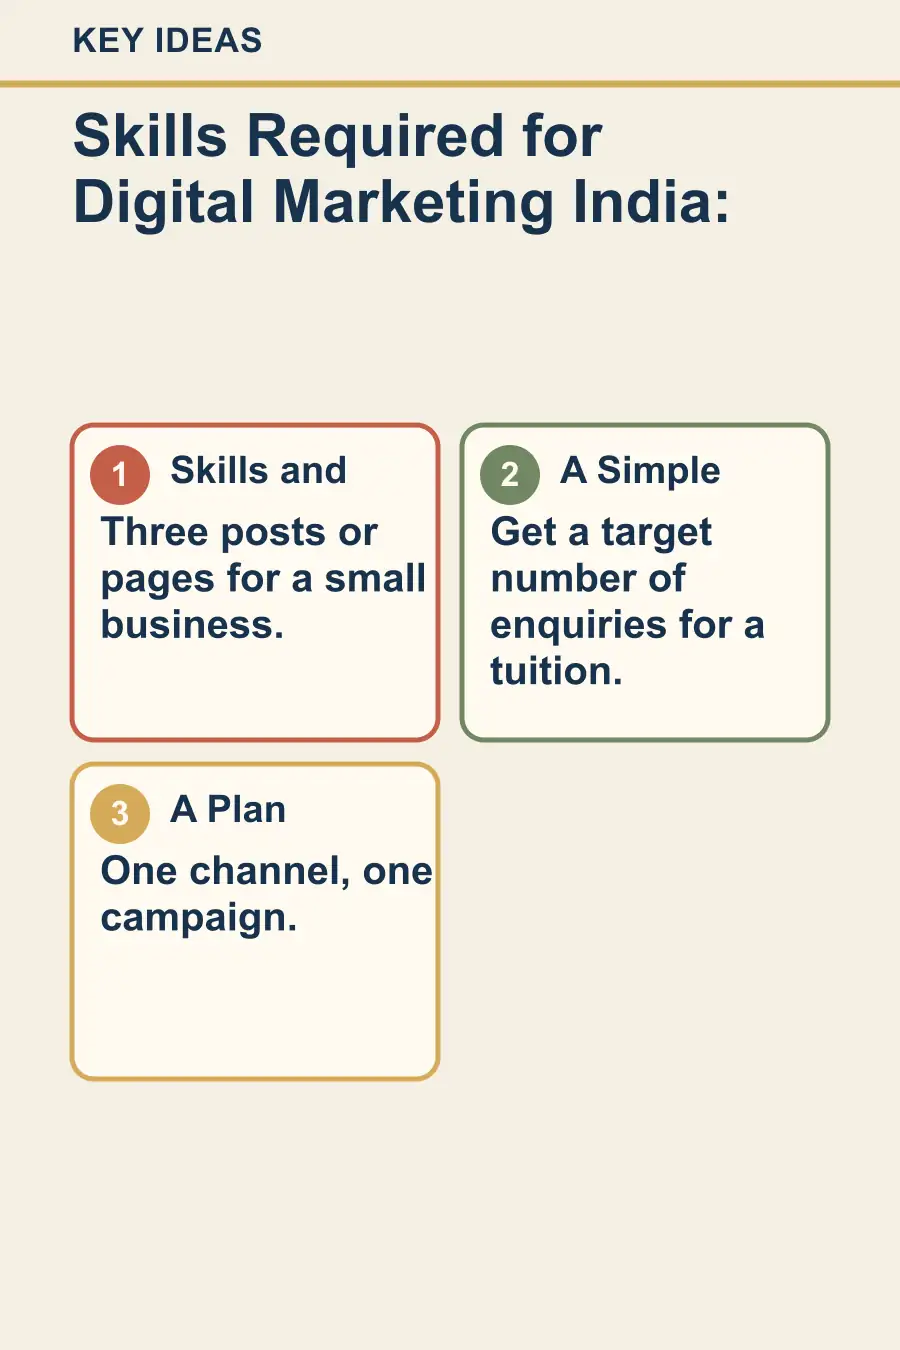 KEY IDEAS
Skills Required for
Digital Marketing India:
1 Skills and
Three posts or
pages for a small
business.
2 A Simple
Get a target
number of
enquiries for a
tuition.
3 A Plan
One channel, one
campaign.